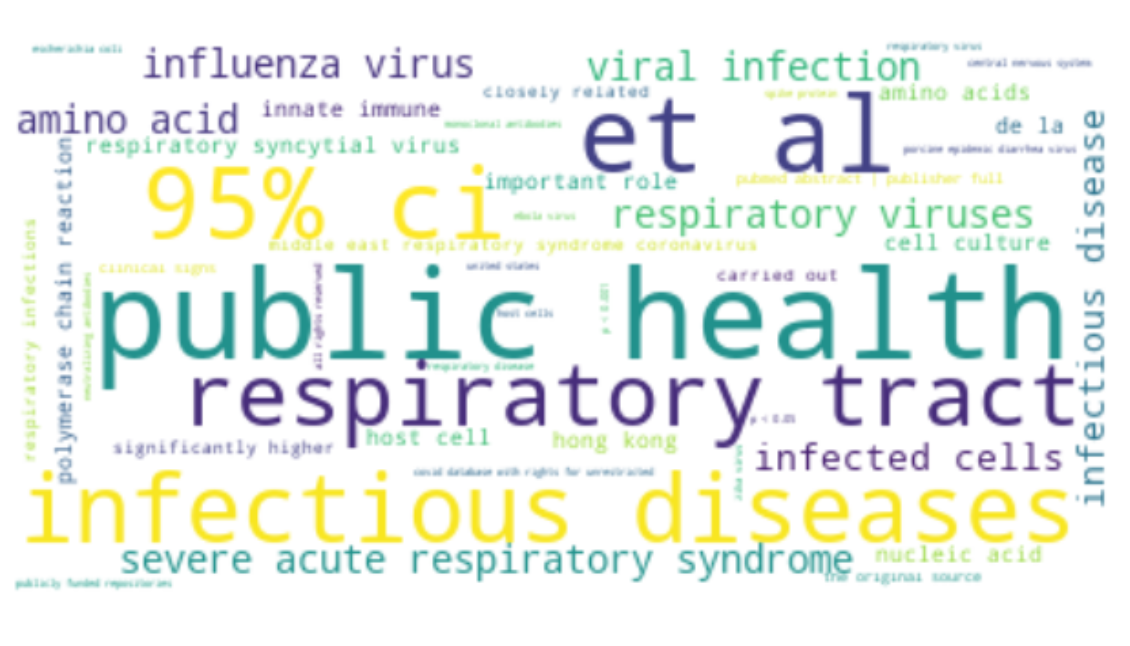 escherichia coli
influenza virus
viral infection
respiratory virus
central nervous system
closely related
spike protein
amino acids
amino acid
innate immune
monoclonal antibodies
et al
de la
respiratory syncytial virus
porcine epidemic diarrhea virus
infectious disease
polymerase chain reaction
95% ci
important role
pubmed abstract | publisher full
ebola virus
respiratory viruses
respiratory infections
middle east respiratory syndrome coronavirus
cell culture
clinical signs
united states
carried out
neutralizing antibodies
all rights reserved
public health
host cells
p < 0.001
respiratory disease
respiratory tract
p < 0.05
significantly higher
host cell
hong kong
infected cells
covid database with rights for unrestricted
zika virus
infectious diseases
severe acute respiratory syndrome
nucleic acid
the original source
publicly funded repositories